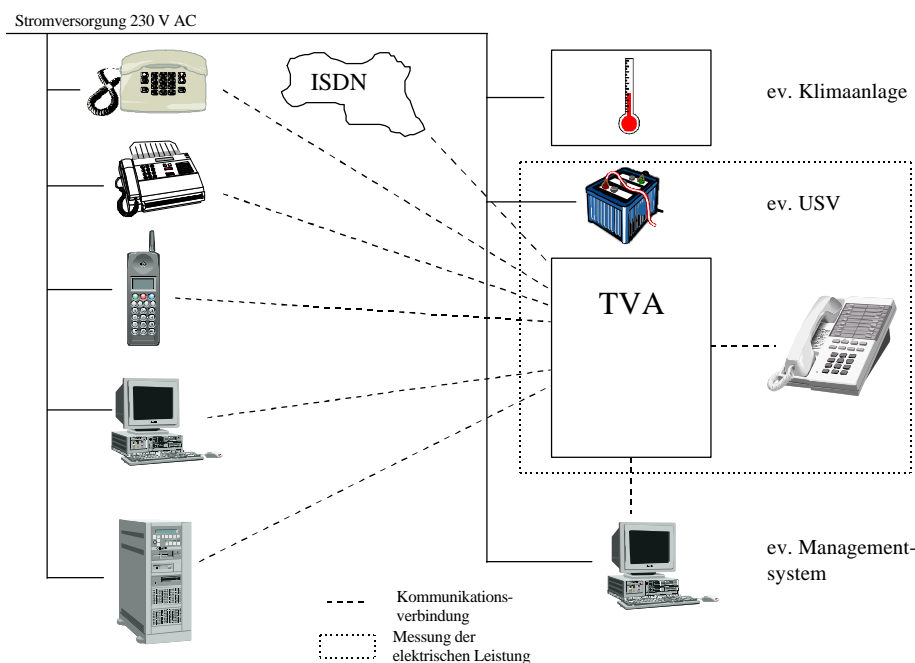 Stromversorgung 230 V AC
ISDN
ev. Klimaanlage
ev. USV
TVA
ev. Management-
system
Kommunikations-
verbindung
Messung der
elektrischen Leistung